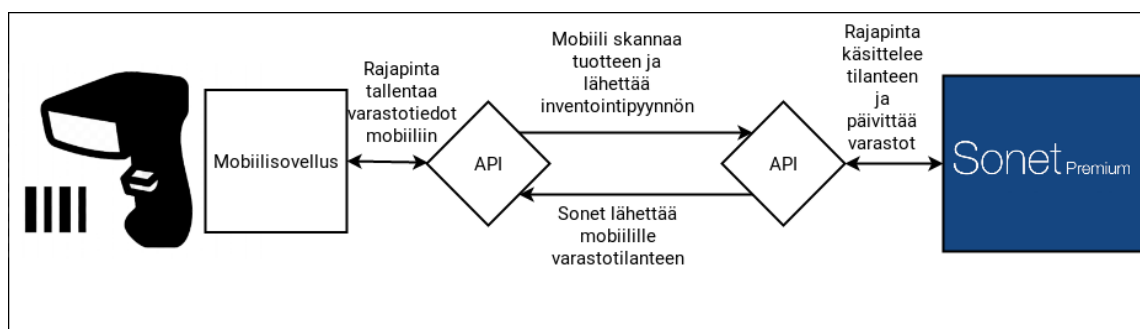 Mobiilisovellus
Rajapinta
tallentaa
varastotiedot
mobiiliin
API
Mobiili skannaa
tuotteen ja
lähettää
inventointipyynnön
Sonet lähettää
mobiilille
varastotilanteen
API
Rajapinta
käsittelee
tilanteen
ja
päivittää
varastot
Sonet Premium